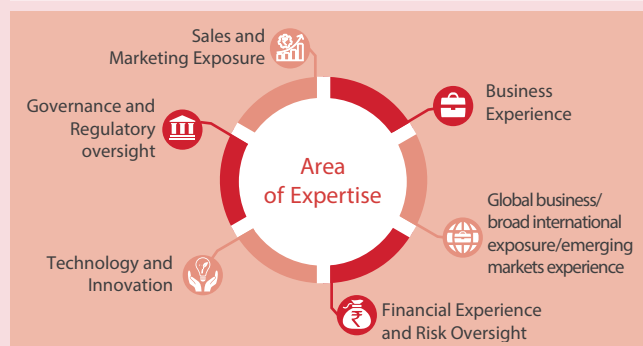 Sales and
Marketing Exposure
Business
Experience
Governance and
Regulatory
oversight
Area
of Expertise
Global business/
broad international
exposure/emerging
markets experience
Technology and
Innovation
Financial Experience
and Risk Oversight